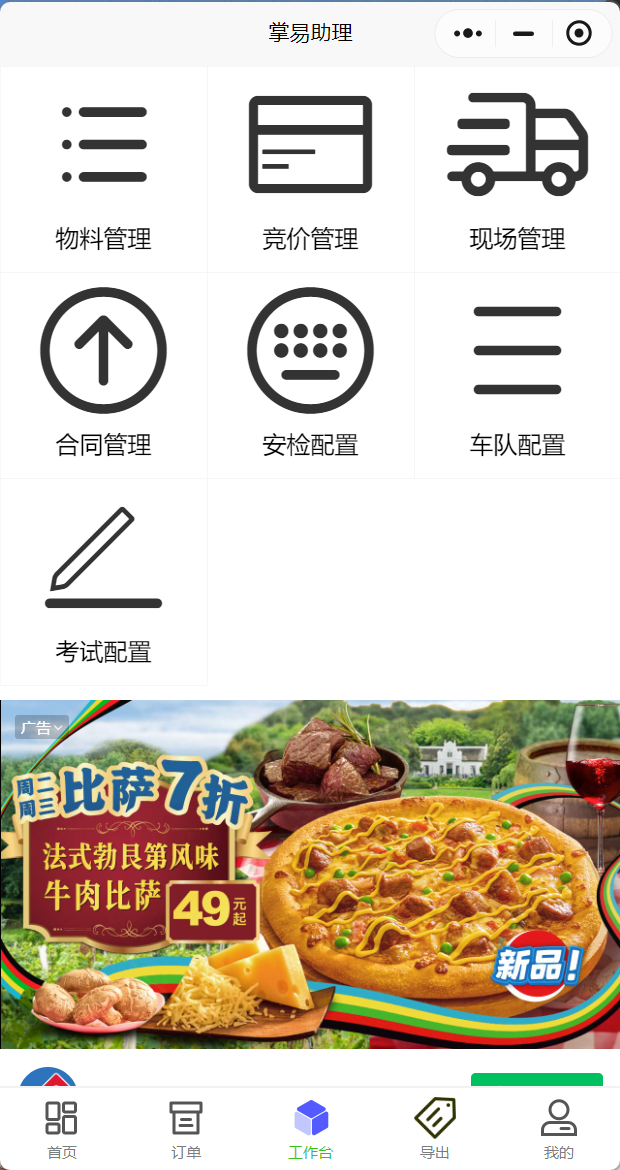 掌易助理
物料管理
竞价管理
现场管理
合同管理
安检配置
车队配置
考试配置
广告
周二
周三
比萨7折
法式勃艮第风味
牛肉比萨
49元起
新品!
首页
订单
工作台
导出
我的